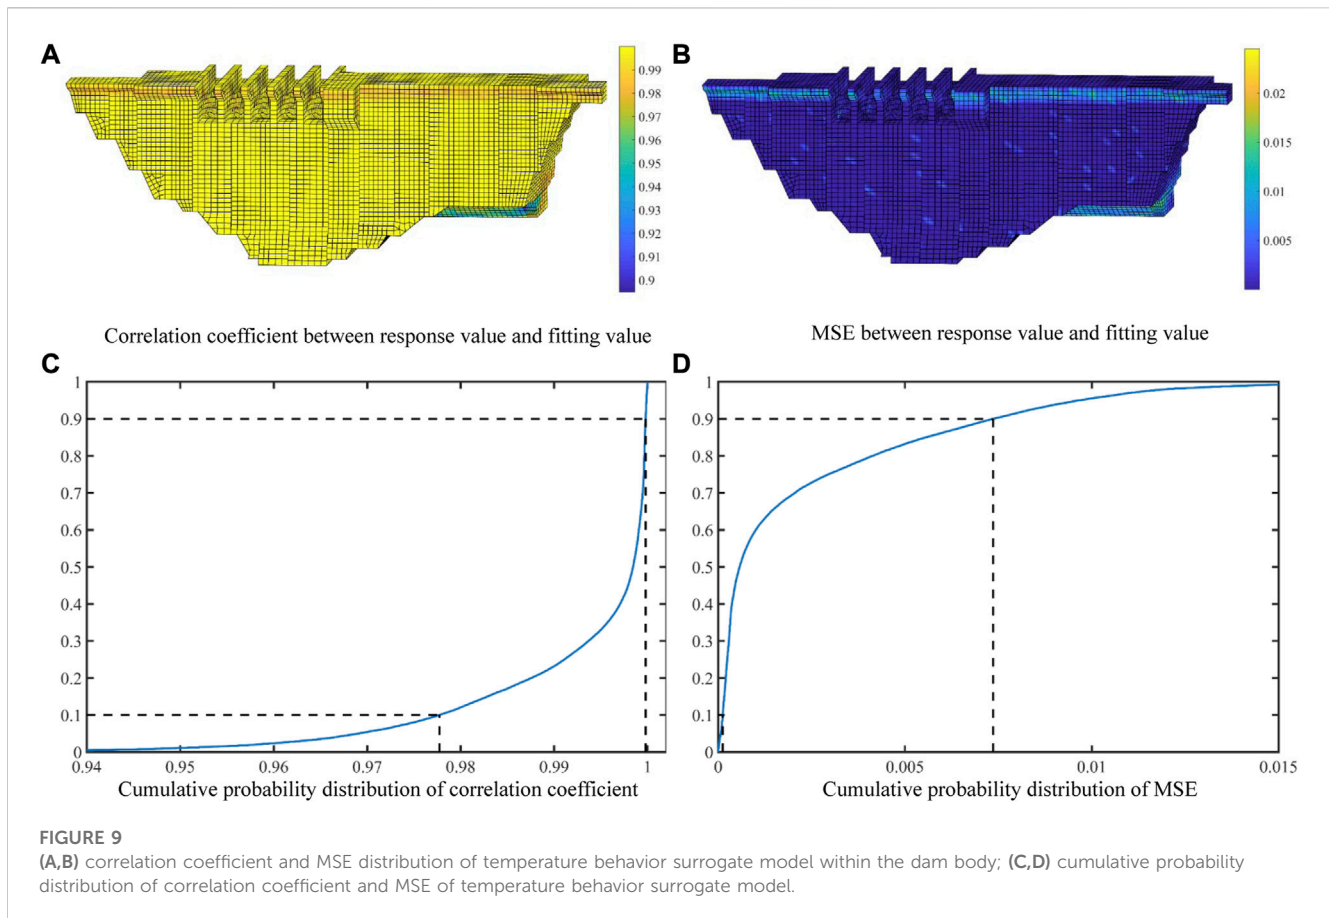 A
0.99
0.98
0.97
0.96
0.95
0.94
0.93
0.92
0.91
0.9
Correlation coefficient between response value and fitting value
B
0.02
0.015
0.01
0.005
MSE between response value and fitting value
C
1
0.9
0.8
0.7
0.6
0.5
0.4
0.3
0.2
0.1
0
0.94 0.95 0.96 0.97 0.98 0.99 1
Cumulative probability distribution of correlation coefficient
D
1
0.9
0.8
0.7
0.6
0.5
0.4
0.3
0.2
0.1
0
0 0.005 0.01 0.015
Cumulative probability distribution of MSE
FIGURE 9
(A,B) correlation coefficient and MSE distribution of temperature behavior surrogate model within the dam body; (C,D) cumulative probability
distribution of correlation coefficient and MSE of temperature behavior surrogate model.